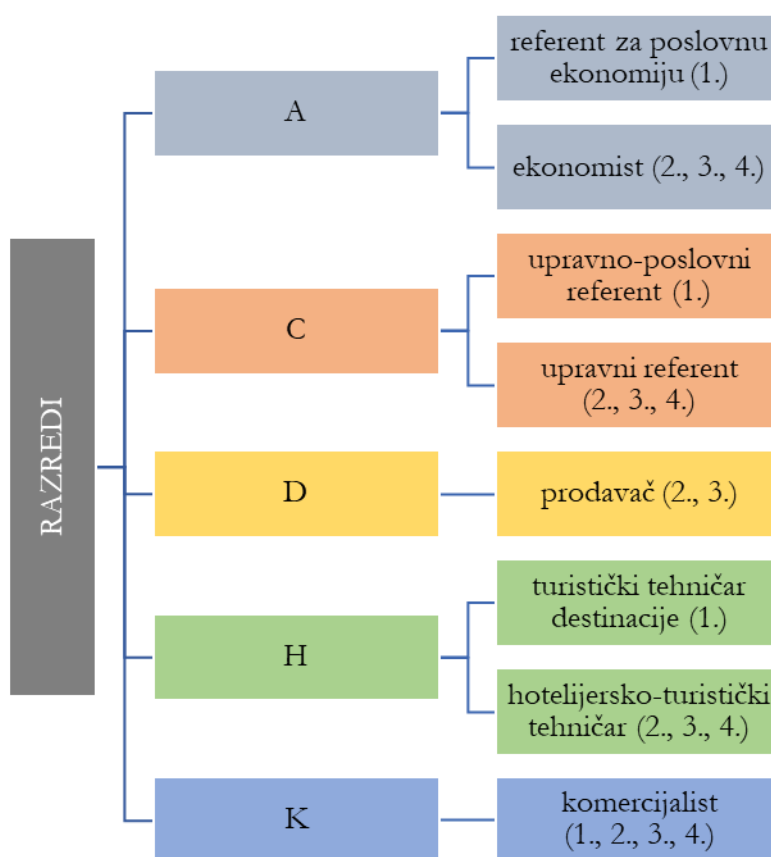 RAZREDI
A
referent za poslovnu
ekonomiju (1.)
ekonomist (2., 3., 4.)
C
upravno-poslovni
referent (1.)
upravni referent
(2., 3., 4.)
D
prodavač (2., 3.)
H
turistički tehničar
destinacije (1.)
hotelijersko-turistički
tehničar (2., 3., 4.)
K
komercijalist
(1., 2., 3., 4.)